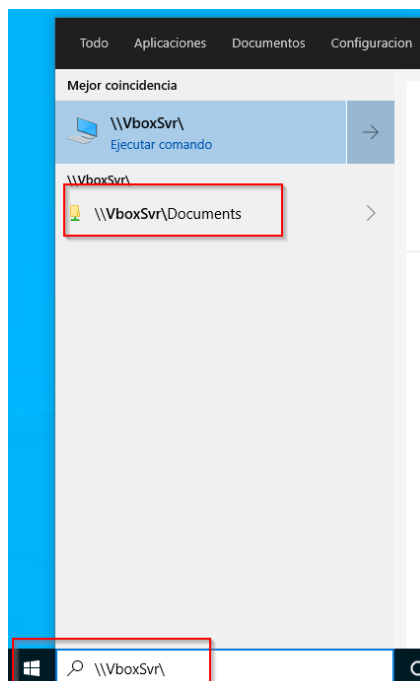 Todo Aplicaciones Documentos Configuracion
Mejor coincidencia
\\VboxSvr\
Ejecutar comando
\\VboxSvr\
\\VboxSvr\Documents
\\VboxSvr\